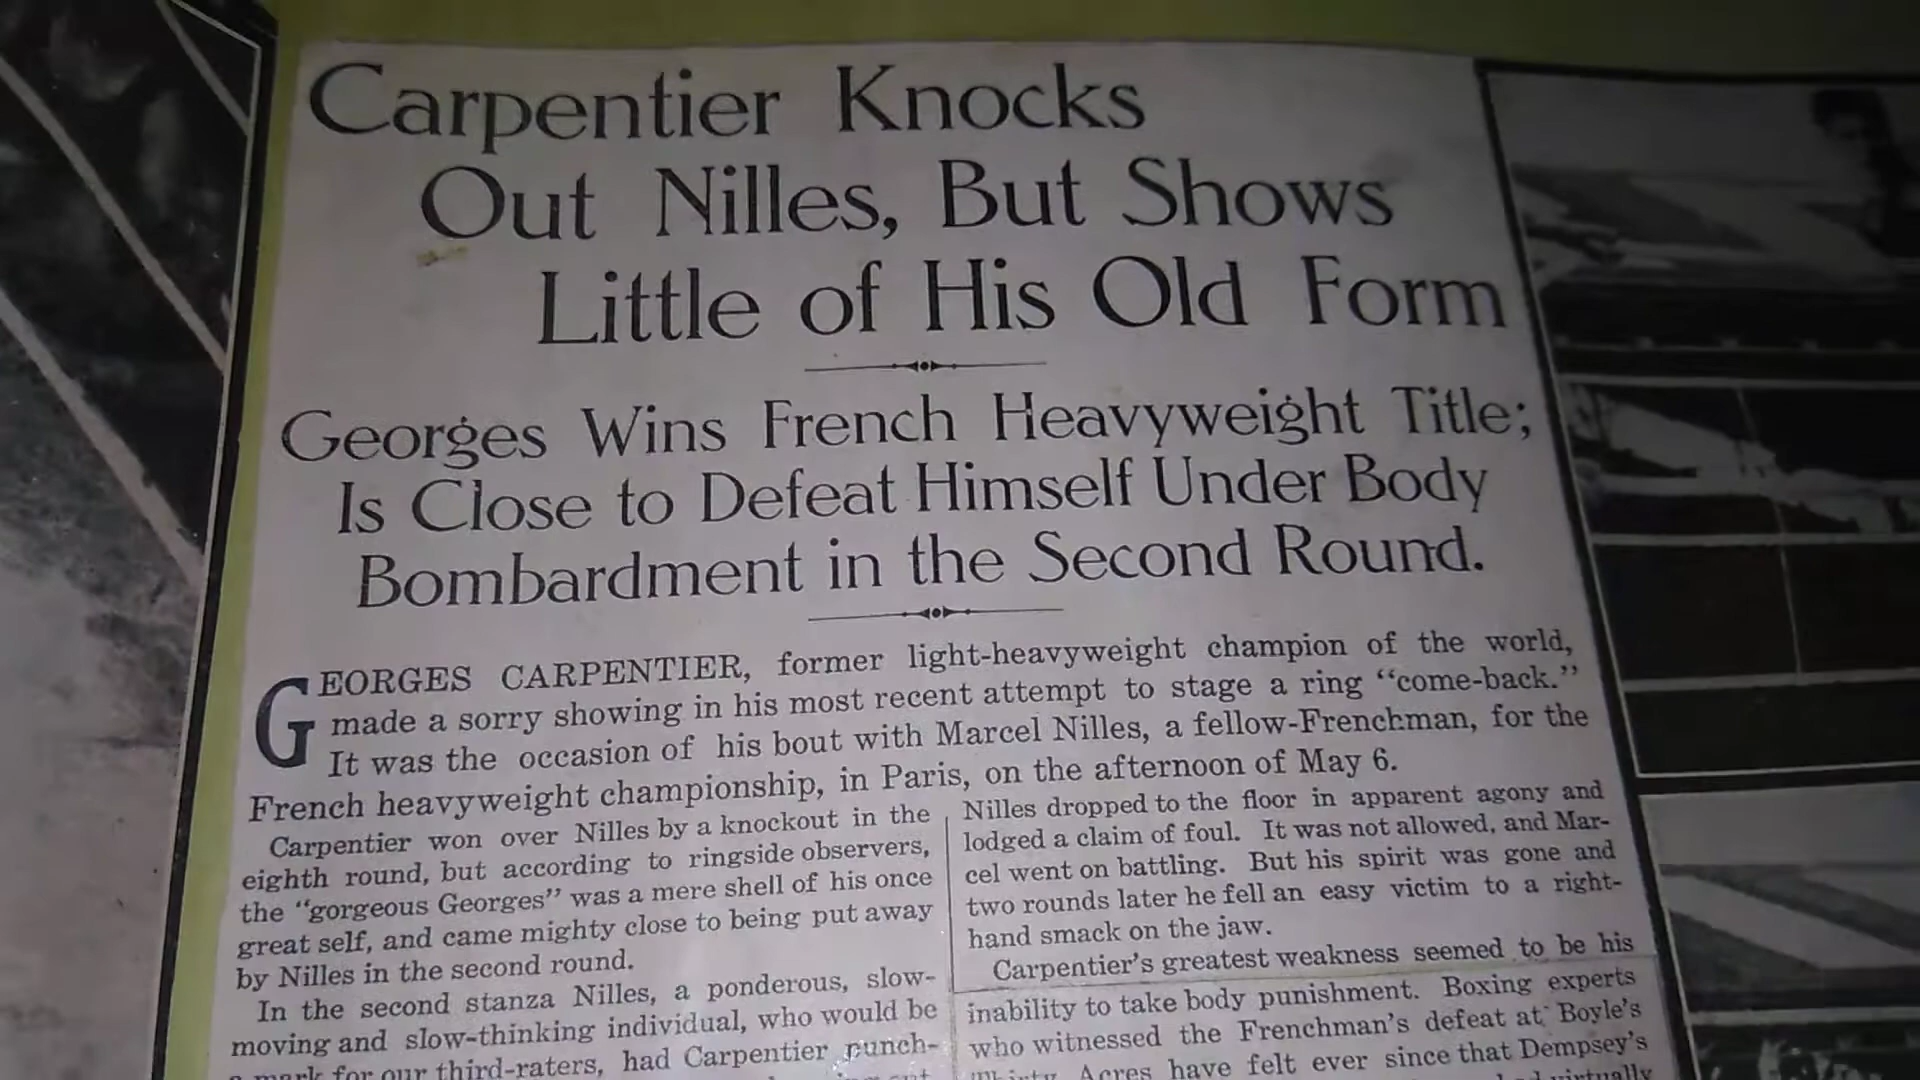 Carpentier Knocks
Out Nilles, But Shows
Little of His Old Form
Georges Wins French Heavyweight Title;
Is Close to Defeat Himself Under Body
Bombardment in the Second Round.
GEORGES CARPENTIER, former light-heavyweight champion of the world,
made a sorry showing in his most recent attempt to stage a ring “come-back.”
It was the occasion of his bout with Marcel Nilles, a fellow-Frenchman, for the
French heavyweight championship, in Paris, on the afternoon of May 6.
Carpentier won over Nilles by a knockout in the
eighth round, but according to ringside observers,
the “gorgeous Georges” was a mere shell of his once
great self, and came mighty close to being put away
by Nilles in the second round.
In the second stanza Nilles, a ponderous, slow-
moving and slow-thinking individual, who would be
a mark for our third-raters, had Carpentier punch-
Nilles dropped to the floor in apparent agony and
lodged a claim of foul. It was not allowed, and Mar-
cel went on battling. But his spirit was gone and
two rounds later he fell an easy victim to a right-
hand smack on the jaw.
Carpentier’s greatest weakness seemed to be his
inability to take body punishment. Boxing experts
who witnessed the Frenchman’s defeat at Boyle’s
Thirty Acres have felt ever since that Dempsey’s
virtually